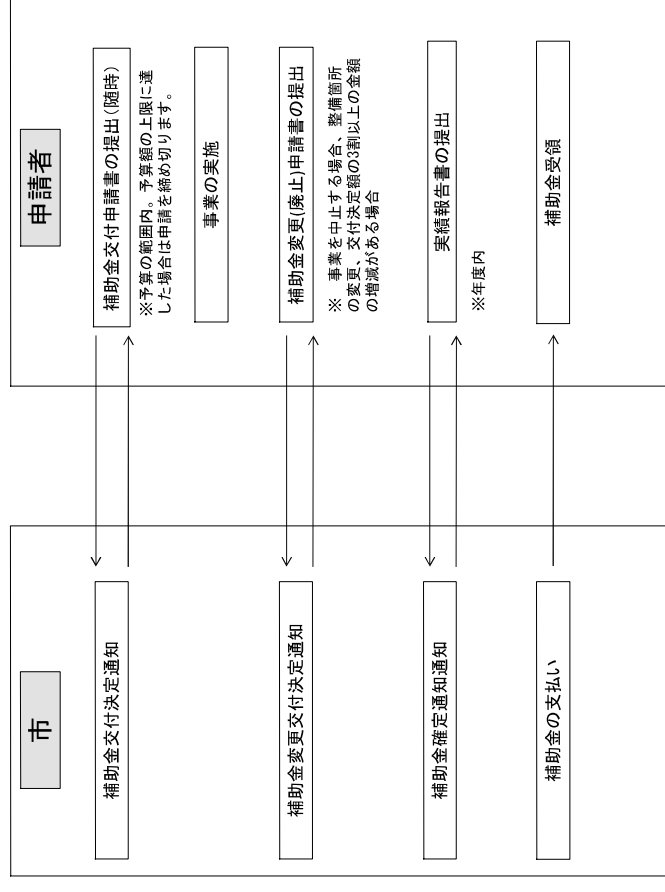 市
申請者
補助金交付申請書の提出(随時)
※予算の範囲内。予算額の上限に達
した場合は申請を締め切ります。
補助金交付決定通知
事業の実施
補助金変更(廃止)申請書の提出
※　事業を中止する場合、整備箇所
の変更、交付決定額の3割以上の金額
の増減がある場合
補助金変更交付決定通知
実績報告書の提出
※年度内
補助金確定通知通知
補助金の支払い
補助金受領